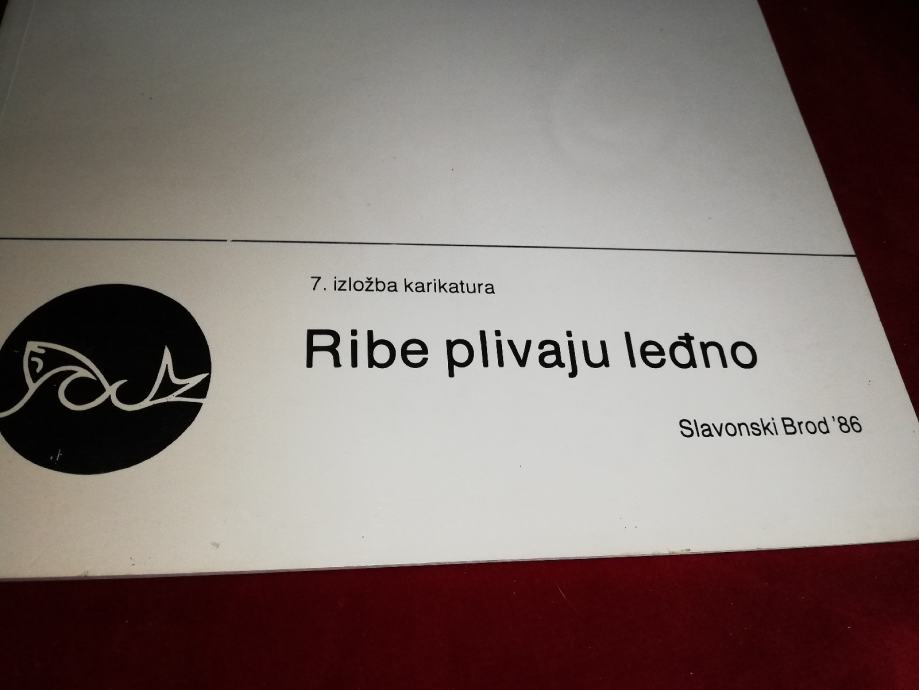 7. izložba karikatura
Ribe plivaju leđno
Slavonski Brod '86